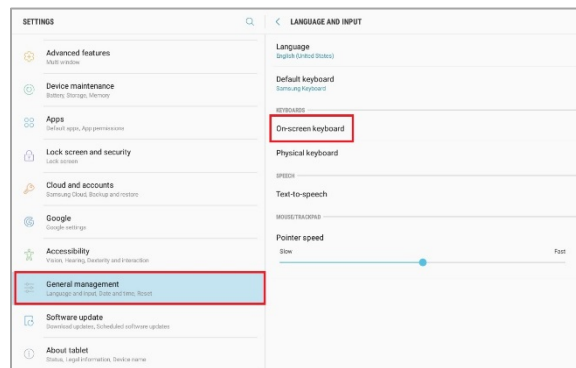 SETTINGS
Advanced features
Multi window
Device maintenance
Battery, Storage, Memory
Apps
Default apps, App permissions
Lock screen and security
Lock screen
Cloud and accounts
Samsung Cloud, Backup and restore
Google
Google settings
Accessibility
Vision, Hearing, Dexterity and interaction
General management
Language and input, Date and time, Reset
Software update
Download updates, Scheduled software updates
About tablet
Status, Legal information, Device name
LANGUAGE AND INPUT
Language
English (United States)
Default keyboard
Samsung Keyboard
KEYBOARDS
On-screen keyboard
Physical keyboard
SPEECH
Text-to-speech
MOUSE/TRACKPAD
Pointer speed
Slow Fast